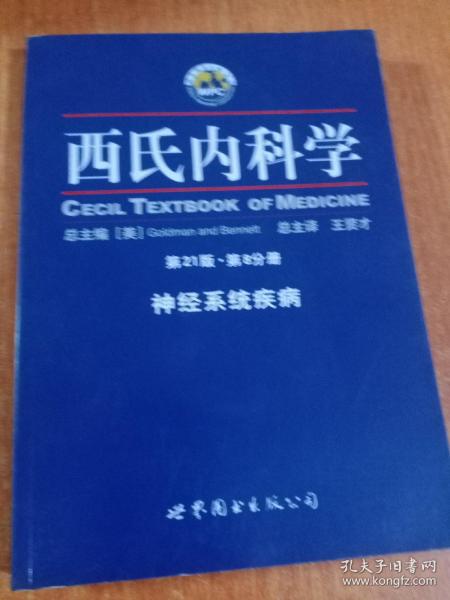 WPC
西氏内科学
CECIL TEXTBOOK OF MEDICINE
总主编 [美] Goldman and Bennett 总主译 王贤才
第21版·第8分册
神经系统疾病
世界图书出版公司
孔夫子旧书网
www.kongfz.com